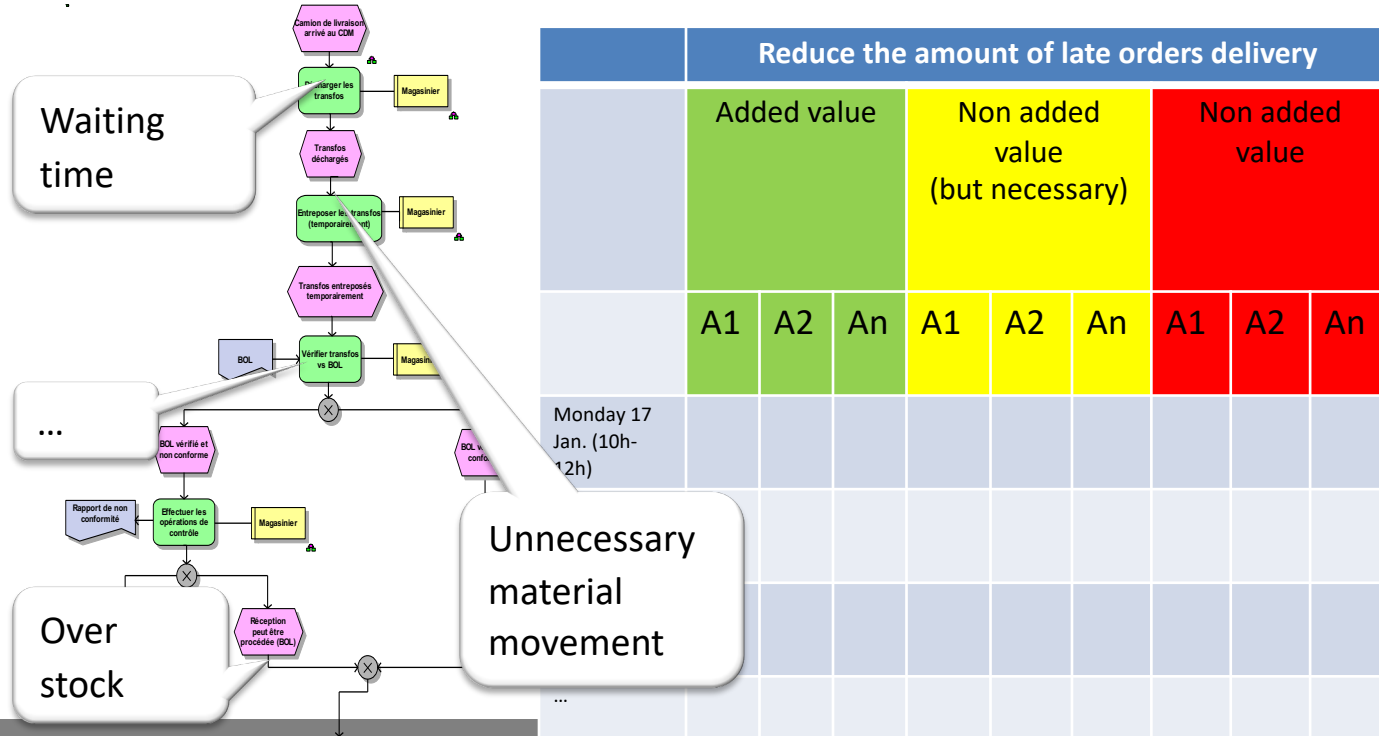 Camion de livraison
arrivé au CDM
les
transfos
Magasinier
Waiting
time
Transfos
déchargés
Entreposer les transfos
(temporairement)
Magasinier
Transfos entreposés
temporairement
BOL
Vérifier transfos
vs BOL
...
X
BOL vérifié et
non conforme
BOL
Rapport de non
conformité
Effectuer les
opérations de
contrôle
Magasinier
X
Over
stock
Réception
peut être
procédée (BOL)
X
Unnecessary
material
movement
Reduce the amount of late orders delivery
Added value
Non added
value
(but necessary)
Non added
value
A1 A2 An A1 A2 An A1 A2 An
Monday 17
Jan. (10h-
12h)
...